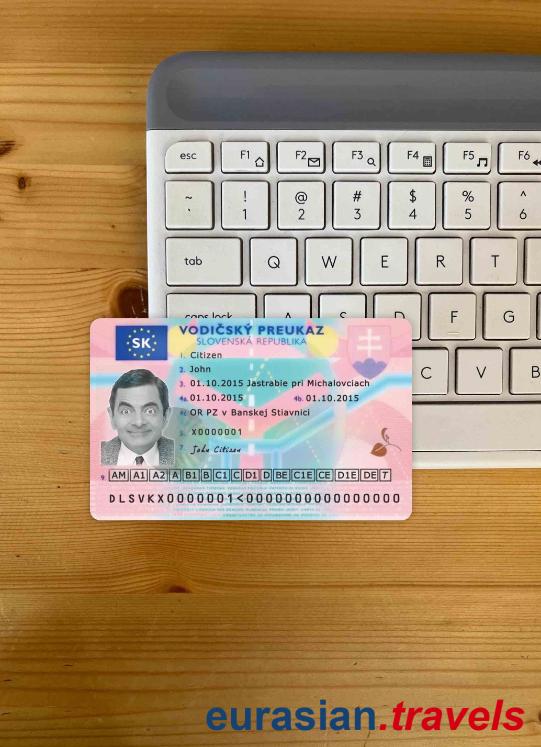 esc F1 F2 F3 F4 F5 F6
~ ! @ # $ % ^
` 1 2 3 4 5 6
tab Q W E R T
caps lock A S D F G
C V B
SK
VODIČSKÝ PREUKAZ
SLOVENSKÁ REPUBLIKA
1. Citizen
2. John
3. 01.10.2015 Jastrabie pri Michalovciach
4a. 01.10.2015 4b. 01.10.2015
4c OR PZ v Banskej Stiavnici
5. X0000001
7. John Citizen
9. AM A1 A2 A B1 B C1 C D1 D BE C1E CE D1E DE T
DLSVKX0000001<0000000000000000
eurasian.travels